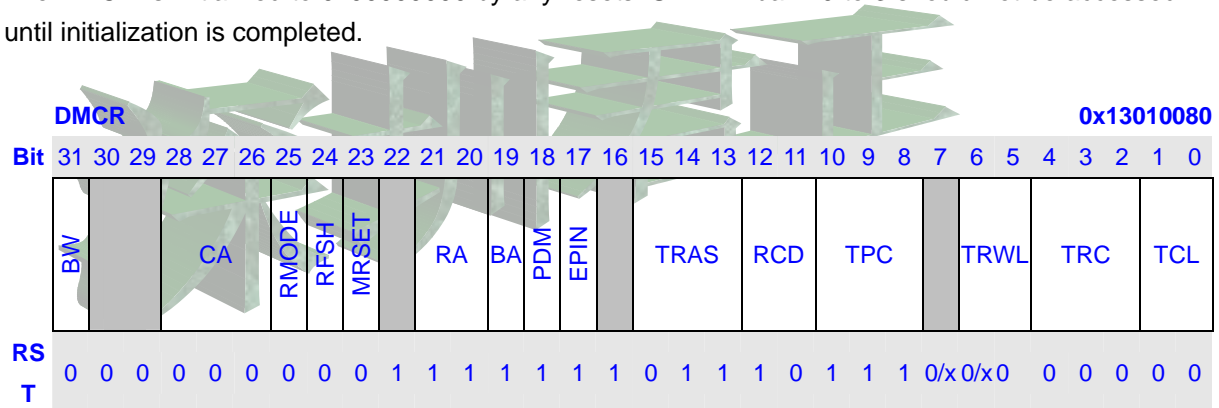 until initialization is completed.
DMCR 0x13010080
Bit 31 30 29 28 27 26 25 24 23 22 21 20 19 18 17 16 15 14 13 12 11 10 9 8 7 6 5 4 3 2 1 0
BW CA RMODE RFSH MRSET RA BA PDM EPIN TRAS RCD TPC TRWL TRC TCL
RS
T
0 0 0 0 0 0 0 0 0 1 1 1 1 1 1 1 0 1 1 1 0 1 1 1 0/x 0/x 0 0 0 0 0 0